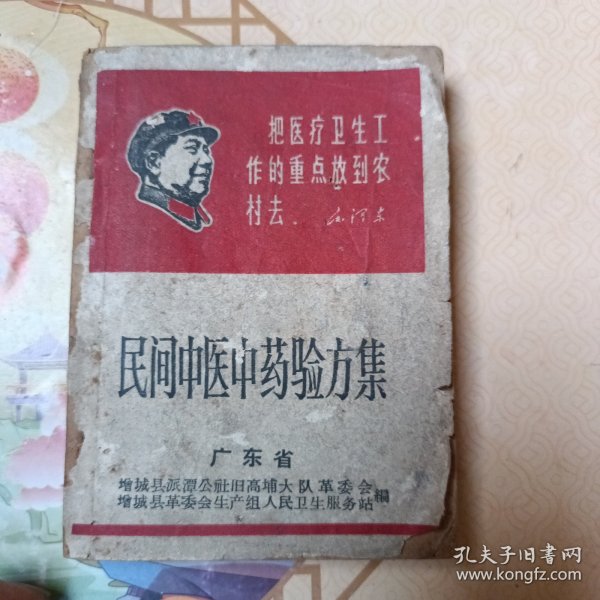 把医疗卫生工
作的重点放到农
村去.
毛泽东
民间中医中药验方集
广东省
增城县派潭公社旧高埔大队革委会
增城县革委会生产组人民卫生服务站
编
孔夫子旧书网
www.kongfz.com